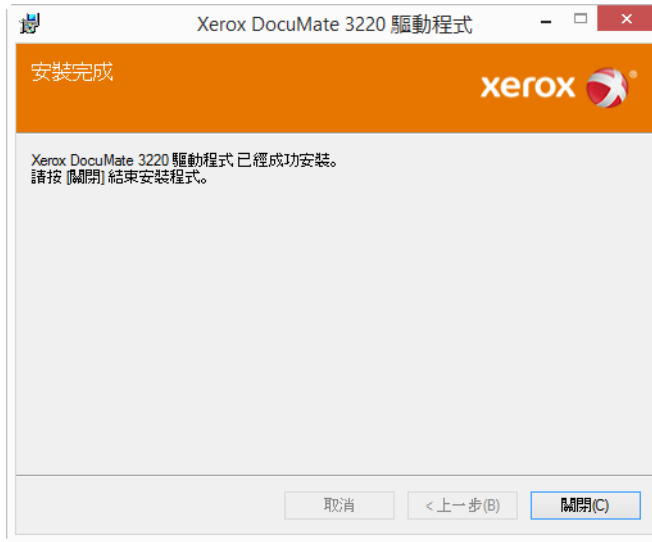 Xerox DocuMate 3220 驅動程式
安裝完成
xerox
Xerox DocuMate 3220 驅動程式 已經成功安裝。
請按 [關閉] 結束安裝程式。
取消
<上一步(B)
關閉(C)